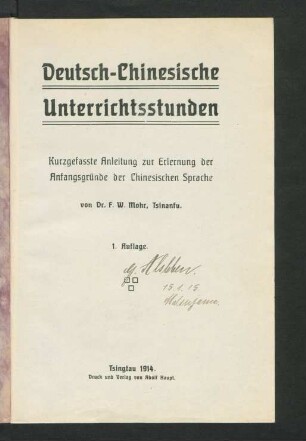 Deutsch-Chinesische
Unterrichtsstunden
Kurzgefasste Anleitung zur Erlernung der
Anfangsgründe der Chinesischen Sprache
von Dr. F. W. Mohr, Tsinanfu.
1. Auflage.
Tsingtau 1914.
Druck und Verlag von Adolf Haupt.